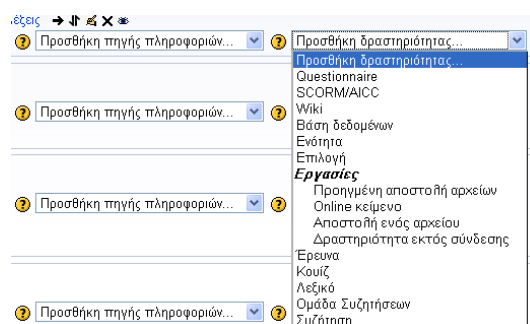 έξεις
Προσθήκη πηγής πληροφοριών... Προσθήκη δραστηριότητας...
Προσθήκη δραστηριότητας...
Questionnaire
SCORM/AICC
Wiki
Βάση δεδομένων
Ενότητα
Προσθήκη πηγής πληροφοριών...
Επιλογή
Εργασίες
Προηγμένη αποστολή αρχείων
Online κείμενο
Προσθήκη πηγής πληροφοριών...
Αποστολή ενός αρχείου
Δραστηριότητα εκτός σύνδεσης
Έρευνα
Κουίζ
Λεξικό
Ομάδα Συζητήσεων
Προσθήκη πηγής πληροφοριών...
Συζήτηση